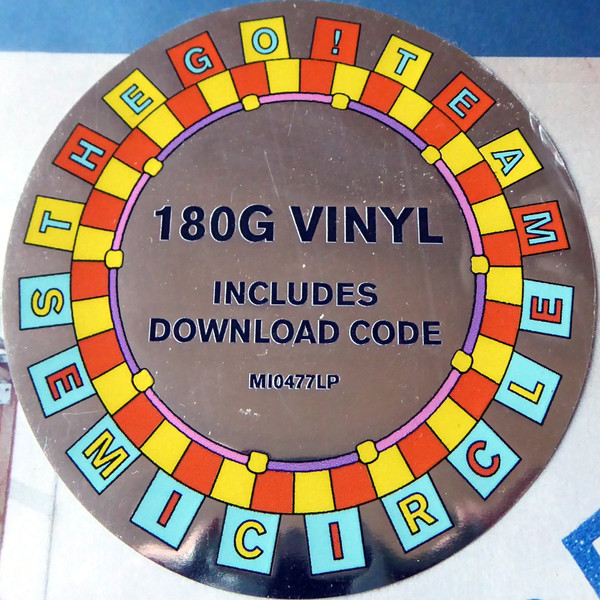 THE GO! TEAM
SEMICIRCLE
180G VINYL
INCLUDES
DOWNLOAD CODE
MI0477LP